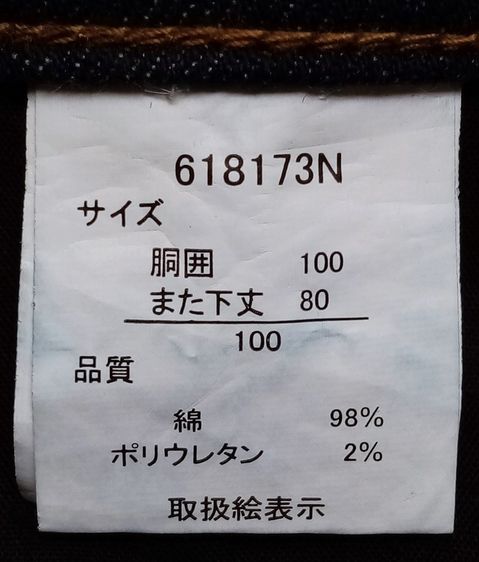 618173N
サイズ
胴囲 100
また下丈 80
100
品質
綿 98%
ポリウレタン 2%
取扱絵表示